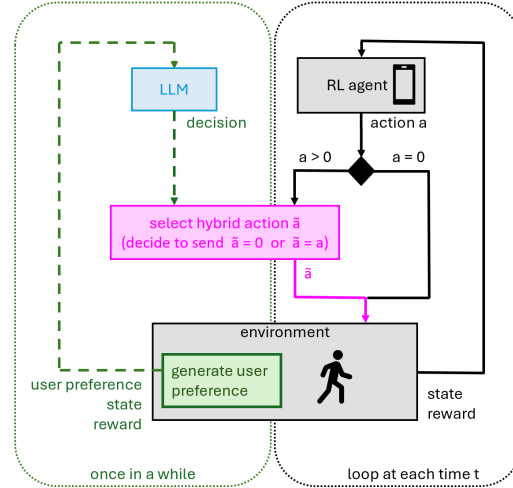 LLM
RL agent
decision
action a
a > 0
a = 0
select hybrid action ã
(decide to send ã = 0 or ã = a)
ã
environment
generate user
preference
user preference
state
reward
state
reward
once in a while
loop at each time t